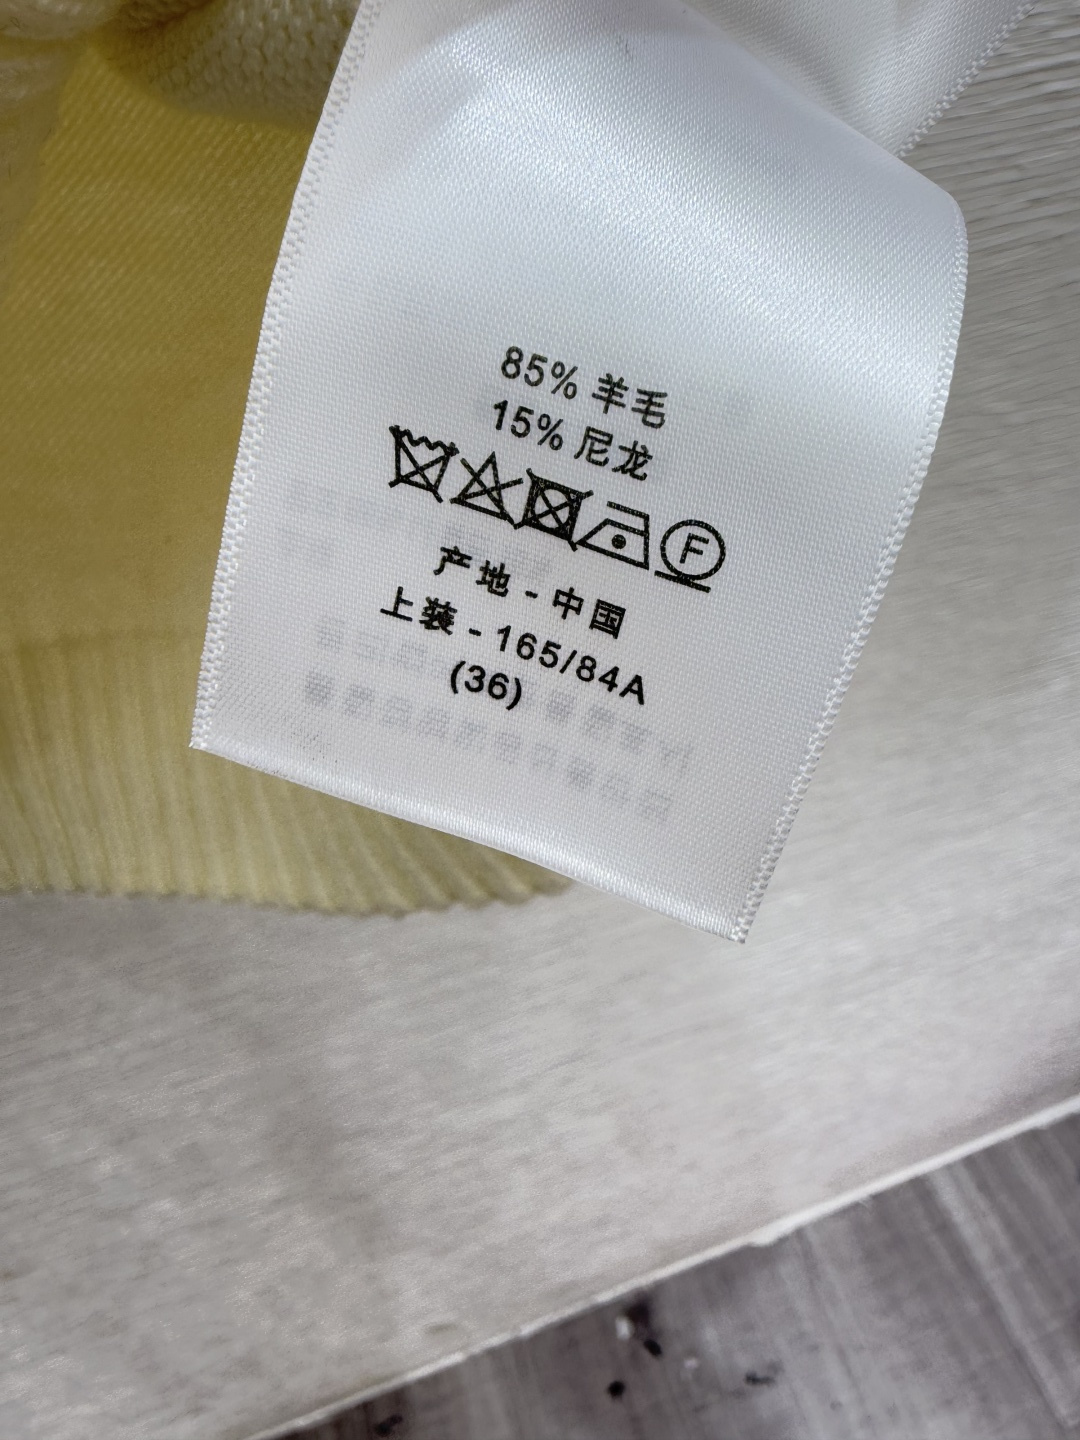 85% 羊毛
15% 尼龙
F
产地 - 中国
上装 - 165/84A
(36)